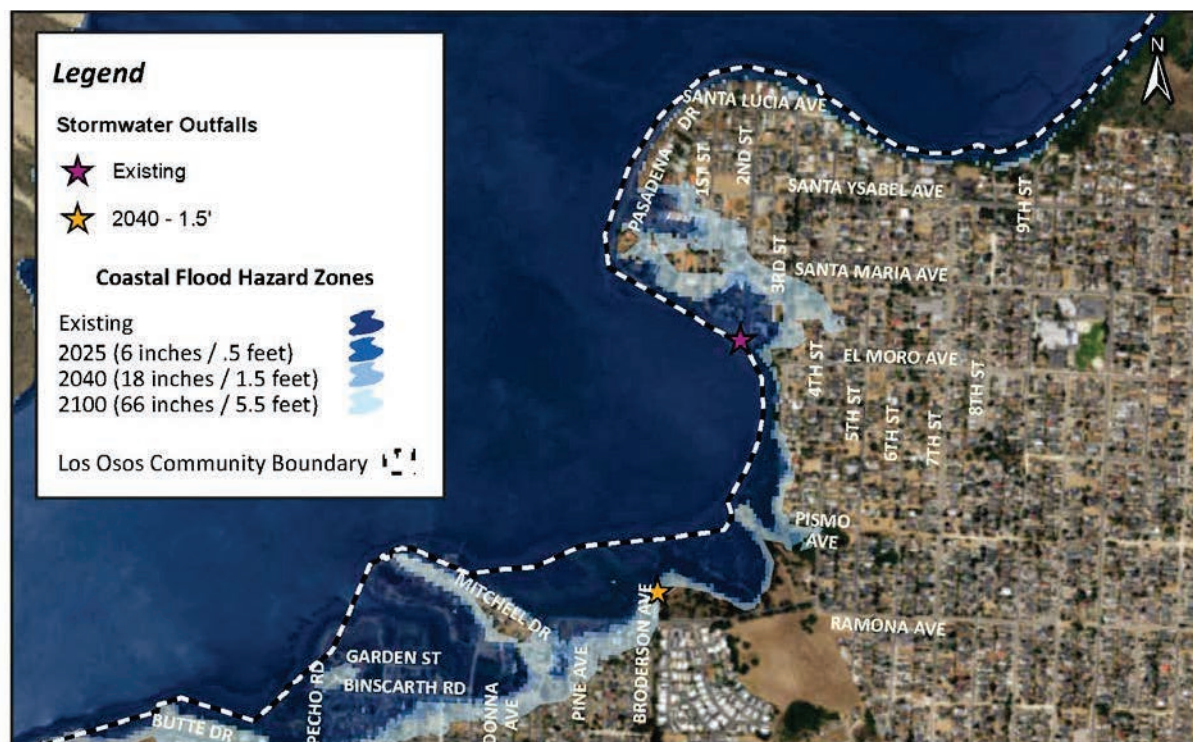 Legend
Stormwater Outfalls
Existing
2040 - 1.5'
Coastal Flood Hazard Zones
Existing
2025 (6 inches / .5 feet)
2040 (18 inches / 1.5 feet)
2100 (66 inches / 5.5 feet)
Los Osos Community Boundary
N
SANTA LUCIA AVE
PASADENA DR
1ST ST
2ND ST
SANTA YSABEL AVE
9TH ST
3RD ST
SANTA MARIA AVE
EL MORO AVE
4TH ST
5TH ST
6TH ST
7TH ST
8TH ST
PISMO
AVE
MITCHELL DR
BRODERSON AVE
RAMONA AVE
GARDEN ST
BINSCARTH RD
PECHO RD
DONNA
AVE
PINE AVE
BUTTE DR